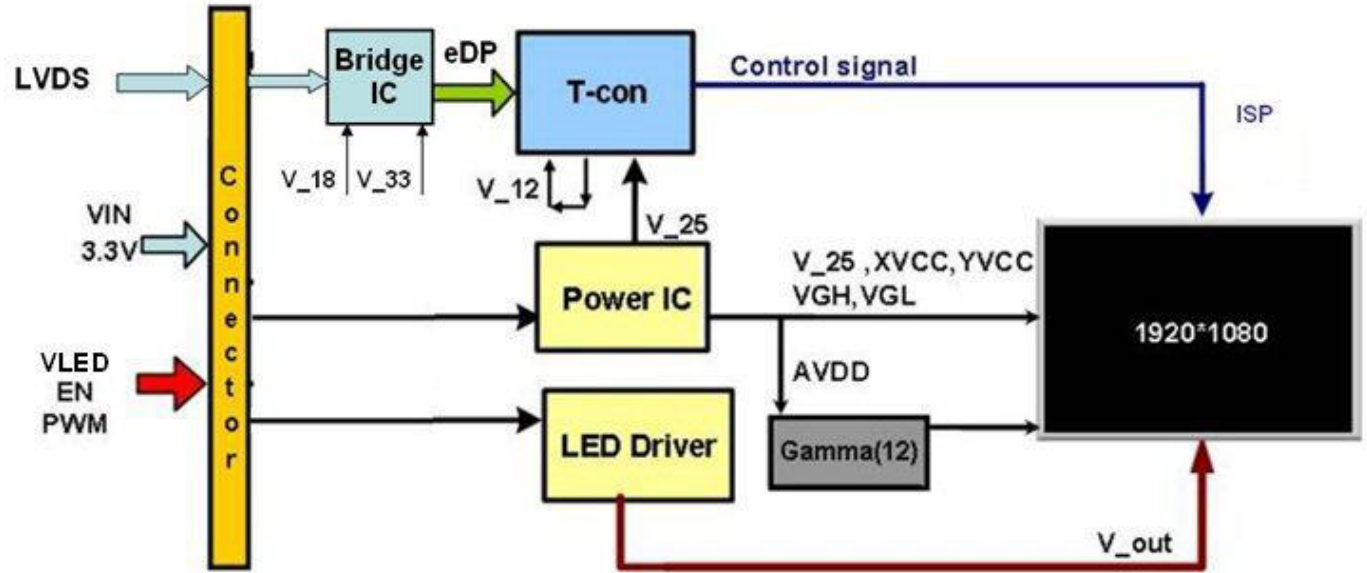 LVDS
Bridge
IC
eDP
T-con
Control signal
ISP
V_18
V_33
V_12
V_25
VIN
3.3V
Connector
Power IC
V_25 ,XVCC,YVCC
VGH,VGL
1920*1080
VLED
EN
PWM
AVDD
LED Driver
Gamma(12)
V_out